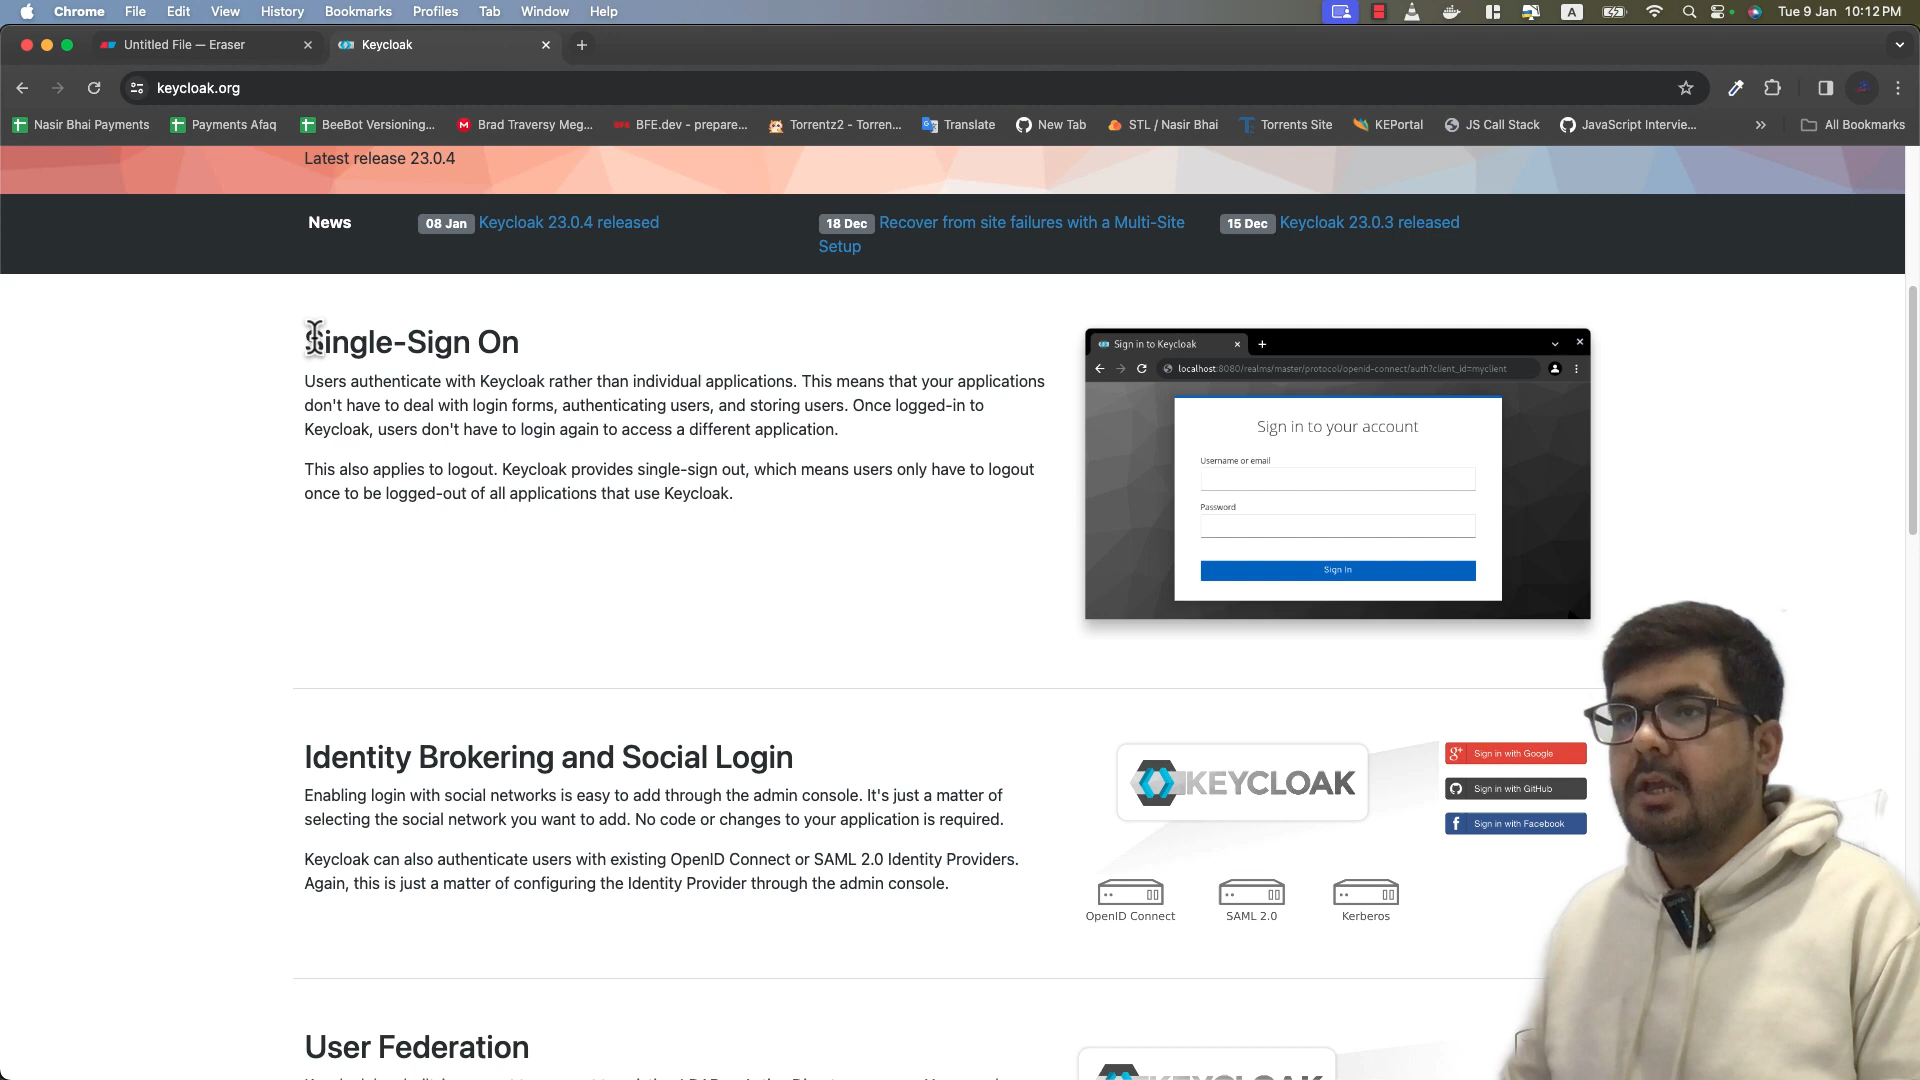 Chrome File Edit View History Bookmarks Profiles Tab Window Help
A
Tue 9 Jan 10:12 PM
Untitled File — Eraser
Keycloak
keycloak.org
Nasir Bhai Payments
Payments Afaq
BeeBot Versioning...
Brad Traversy Meg...
BFE.dev - prepare...
Torrentz2 - Torren...
Translate
New Tab
STL / Nasir Bhai
Torrents Site
KEPortal
JS Call Stack
JavaScript Intervie...
»
All Bookmarks
Latest release 23.0.4
News
08 Jan Keycloak 23.0.4 released
18 Dec Recover from site failures with a Multi-Site
Setup
15 Dec Keycloak 23.0.3 released
Single-Sign On
Users authenticate with Keycloak rather than individual applications. This means that your applications
don't have to deal with login forms, authenticating users, and storing users. Once logged-in to
Keycloak, users don't have to login again to access a different application.
This also applies to logout. Keycloak provides single-sign out, which means users only have to logout
once to be logged-out of all applications that use Keycloak.
Sign in to Keycloak
localhost:8080/realms/master/protocol/openid-connect/auth?client_id=myclient
Sign in to your account
Username or email
Password
Sign In
Identity Brokering and Social Login
Enabling login with social networks is easy to add through the admin console. It's just a matter of
selecting the social network you want to add. No code or changes to your application is required.
Keycloak can also authenticate users with existing OpenID Connect or SAML 2.0 Identity Providers.
Again, this is just a matter of configuring the Identity Provider through the admin console.
KEYCLOAK
Sign in with Google
Sign in with GitHub
Sign in with Facebook
OpenID Connect
SAML 2.0
Kerberos
User Federation